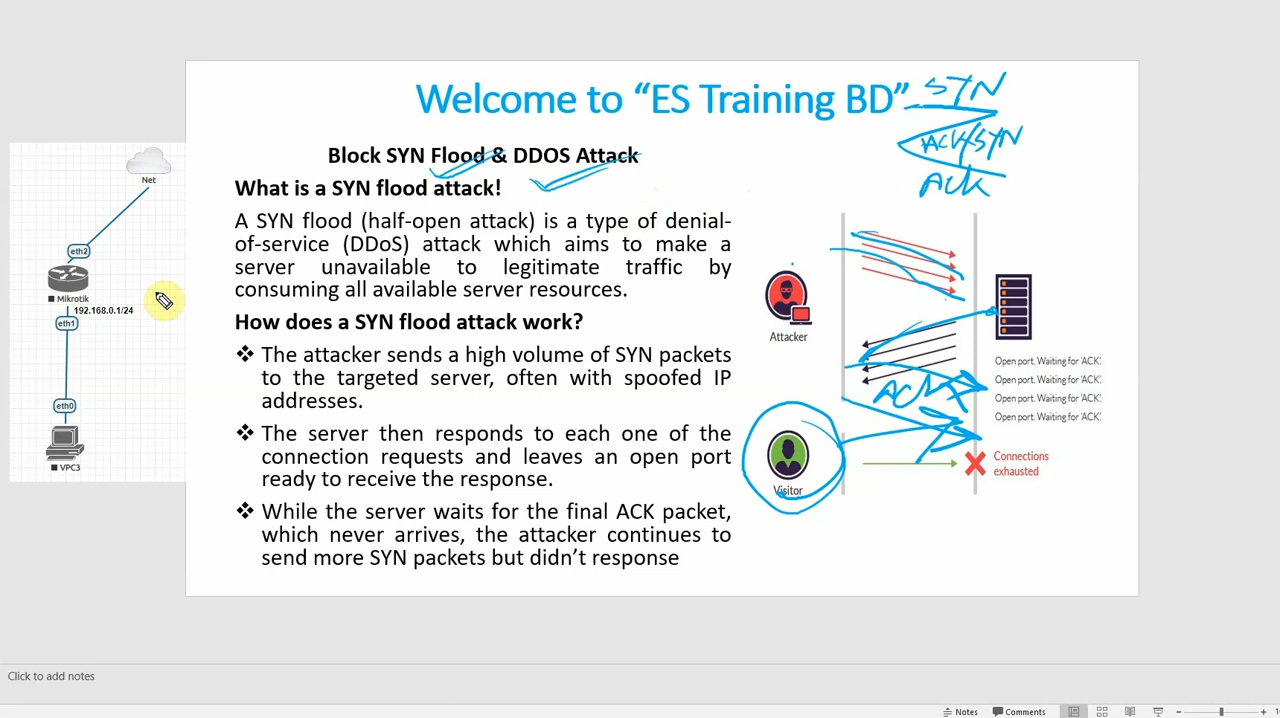 Welcome to “ES Training BD”
SYN
ACK/SYN
ACK
Block SYN Flood & DDOS Attack
What is a SYN flood attack!
A SYN flood (half-open attack) is a type of denial-
of-service (DDoS) attack which aims to make a
server unavailable to legitimate traffic by
consuming all available server resources.
How does a SYN flood attack work?
❖ The attacker sends a high volume of SYN packets
to the targeted server, often with spoofed IP
addresses.
❖ The server then responds to each one of the
connection requests and leaves an open port
ready to receive the response.
❖ While the server waits for the final ACK packet,
which never arrives, the attacker continues to
send more SYN packets but didn’t response
Net
eth2
Mikrotik
192.168.0.1/24
eth1
eth0
VPC3
Attacker
Open port. Waiting for 'ACK'.
Open port. Waiting for 'ACK'.
Open port. Waiting for 'ACK'.
Open port. Waiting for 'ACK'.
ACK
Visitor
Connections
exhausted
Click to add notes
Notes
Comments